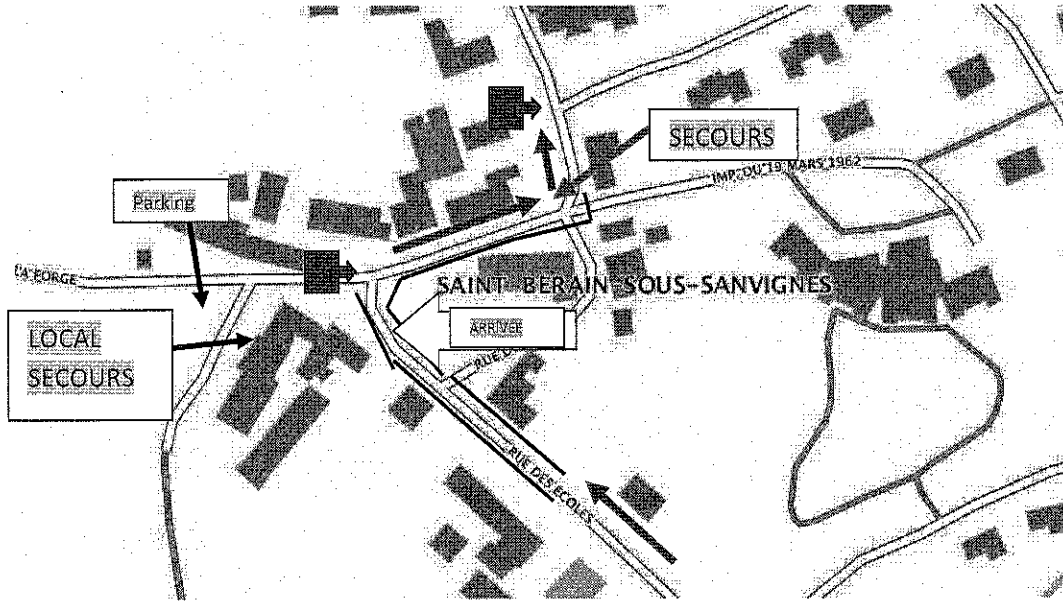 SECOURS
IMP. DU 19 MARS 1962
Parking
LA FORGE
SAINT-BERAIN-SOUS-SANVIGNES
ARRIVEE
LOCAL
SECOURS
RUE
RUE DES ECOLES